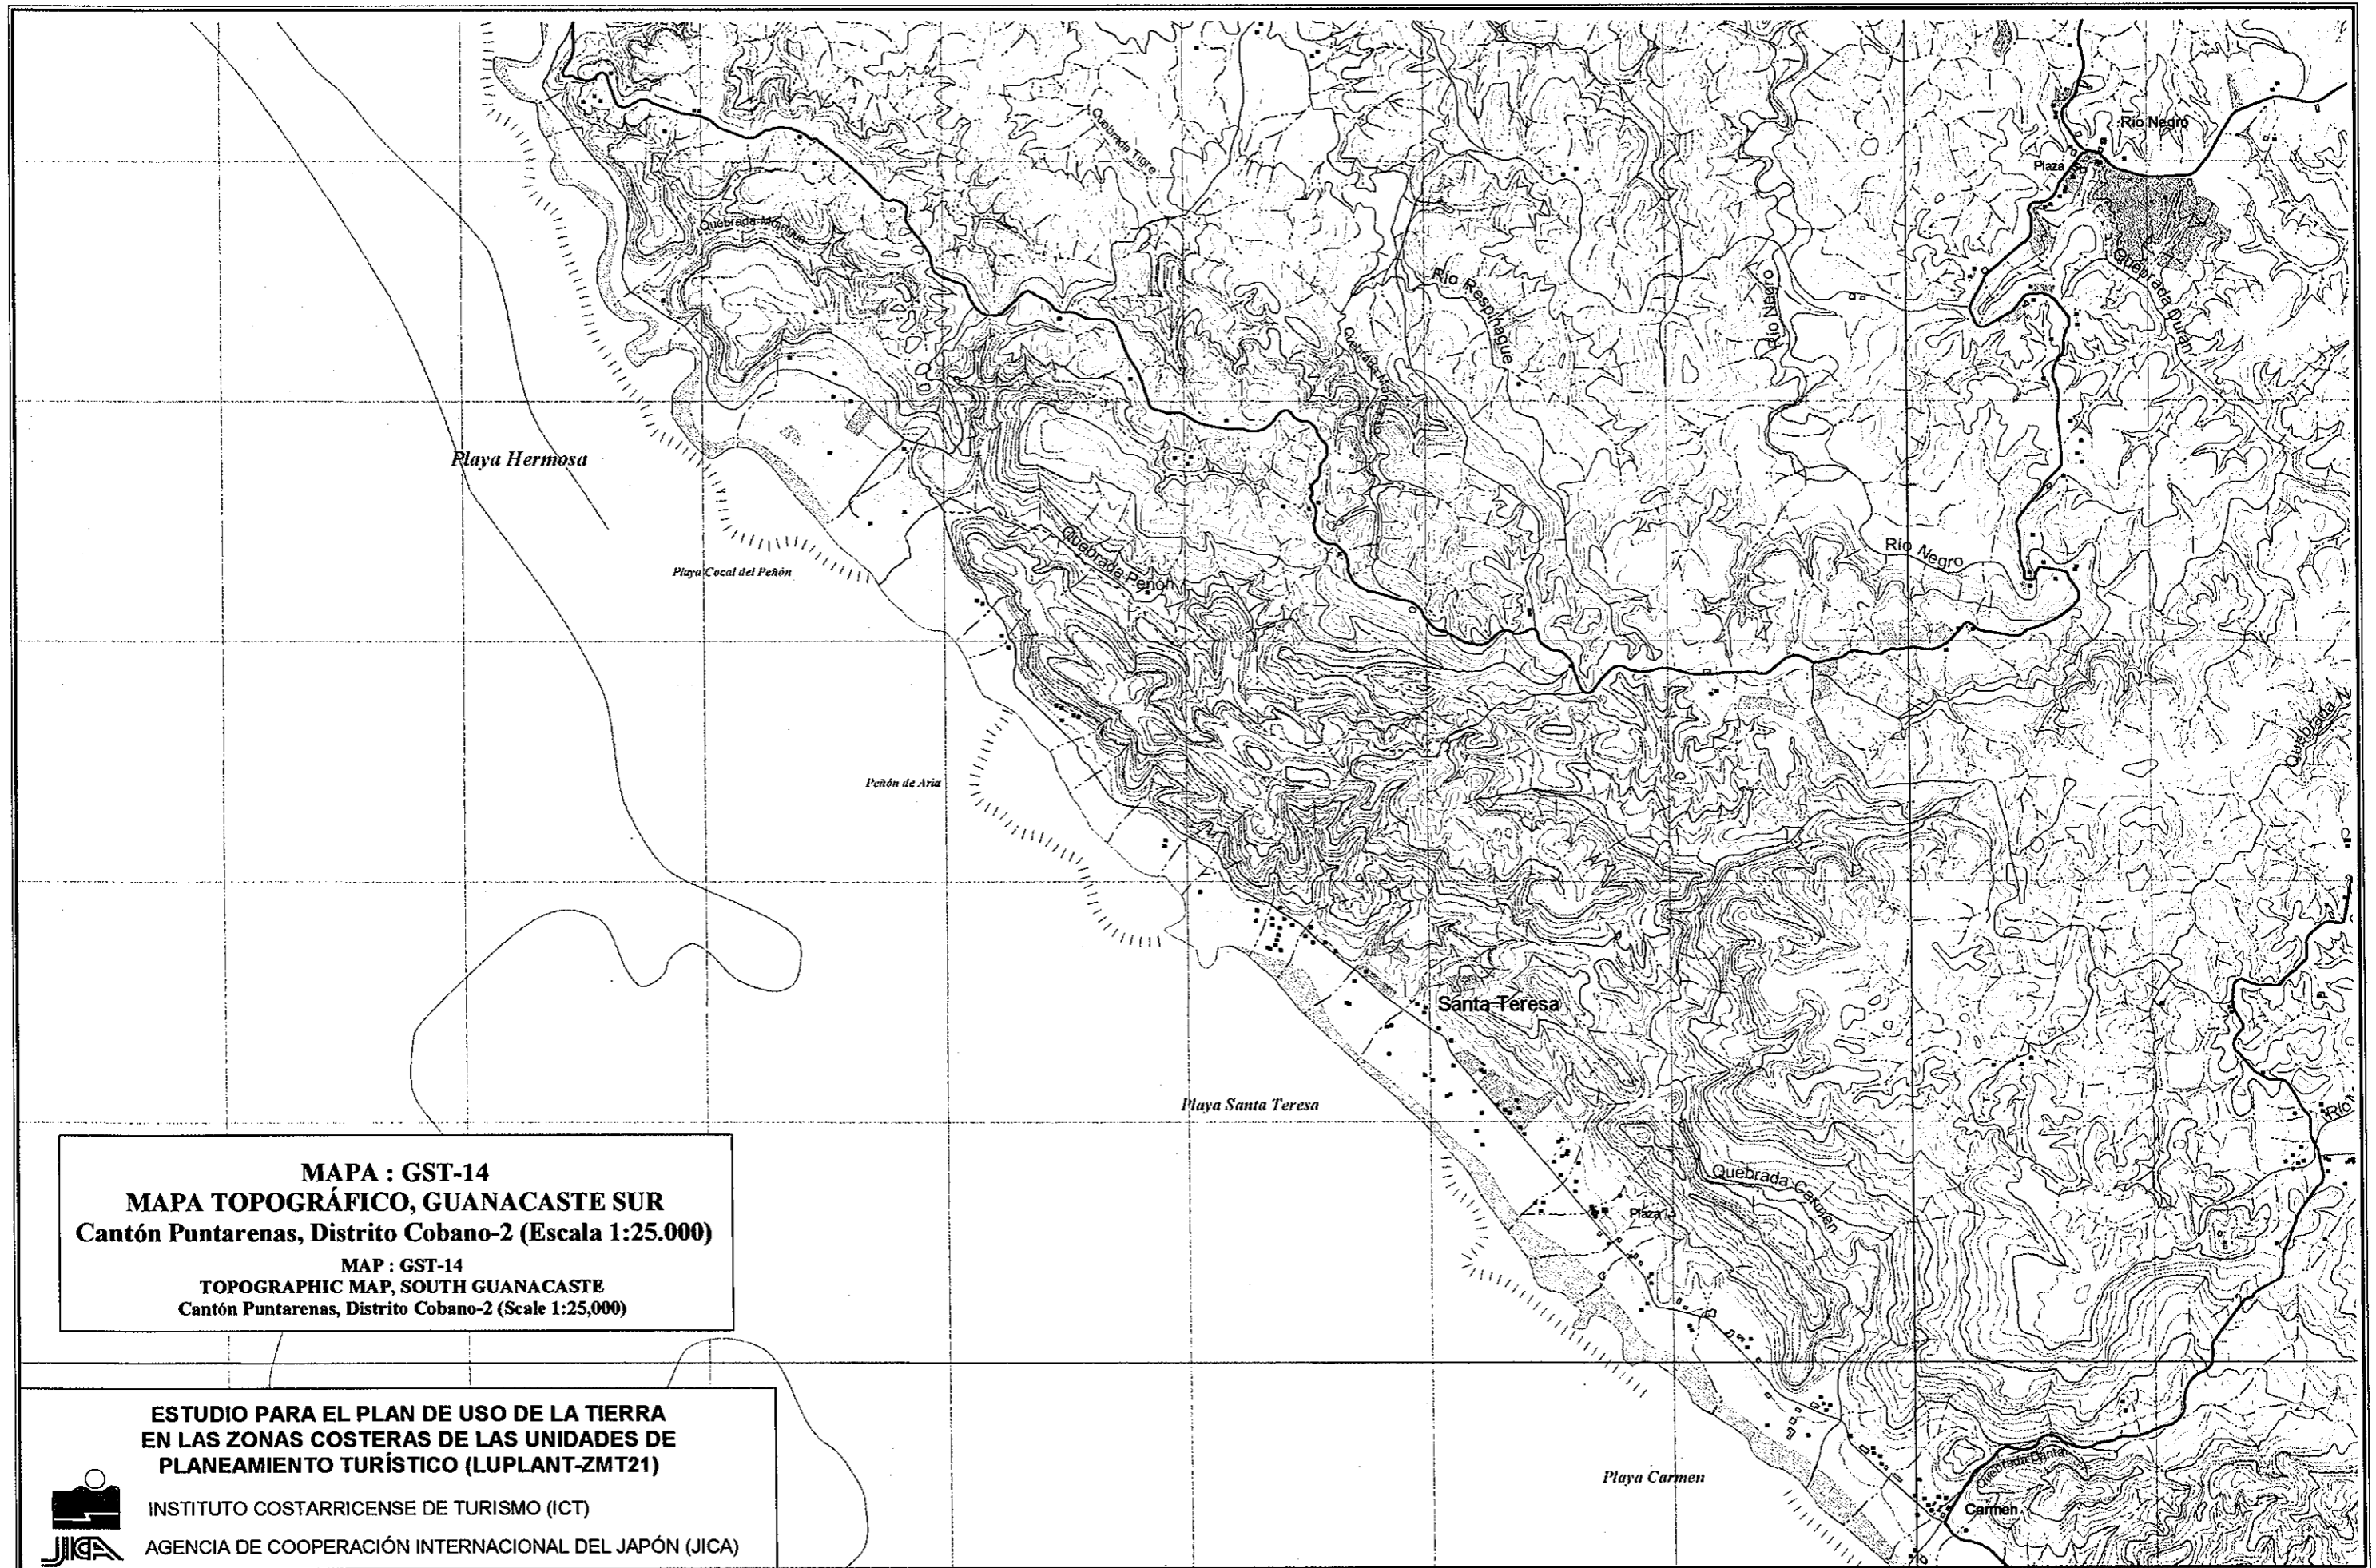 Río Negro
Quebrada Tigre
Plaza
Quebrada
Río Respingue
Río Negro
Quebrada Durán
Playa Hermosa
Quebrada Peñón
Río Negro
Playa Cocal del Peñón
Quebrada
Peñón de Aria
Santa Teresa
Playa Santa Teresa
Río
MAPA : GST-14
MAPA TOPOGRÁFICO, GUANACASTE SUR
Cantón Puntarenas, Distrito Cobano-2 (Escala 1:25.000)
MAP : GST-14
TOPOGRAPHIC MAP, SOUTH GUANACASTE
Cantón Puntarenas, Distrito Cobano-2 (Scale 1:25,000)
Quebrada Carmen
Plaza
ESTUDIO PARA EL PLAN DE USO DE LA TIERRA
EN LAS ZONAS COSTERAS DE LAS UNIDADES DE
PLANEAMIENTO TURÍSTICO (LUPLANT-ZMT21)
INSTITUTO COSTARRICENSE DE TURISMO (ICT)
JICA
AGENCIA DE COOPERACIÓN INTERNACIONAL DEL JAPÓN (JICA)
Playa Carmen
Quebrada Danta
Carmen